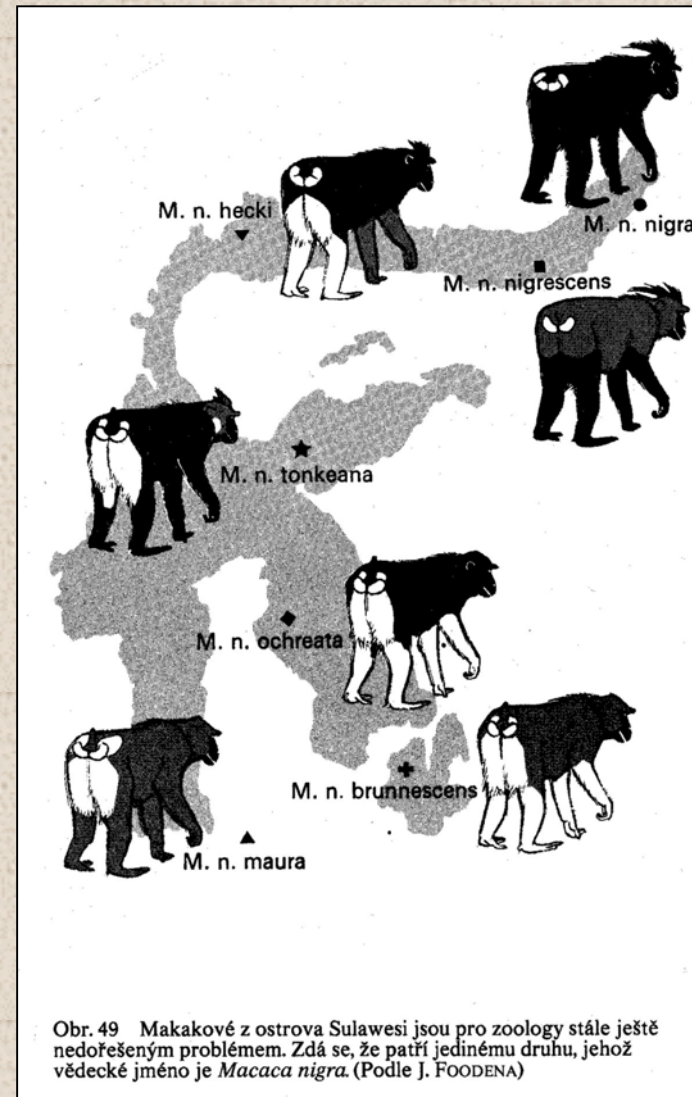 M. n. hecki
M. n. nigra
M. n. nigrescens
M. n. tonkeana
M. n. ochreata
M. n. brunnescens
M. n. maura
Obr. 49 Makakové z ostrova Sulawesi jsou pro zoology stále ještě
nedořešeným problémem. Zdá se, že patří jedinému druhu, jehož
vědecké jméno je Macaca nigra. (Podle J. FOODENA)